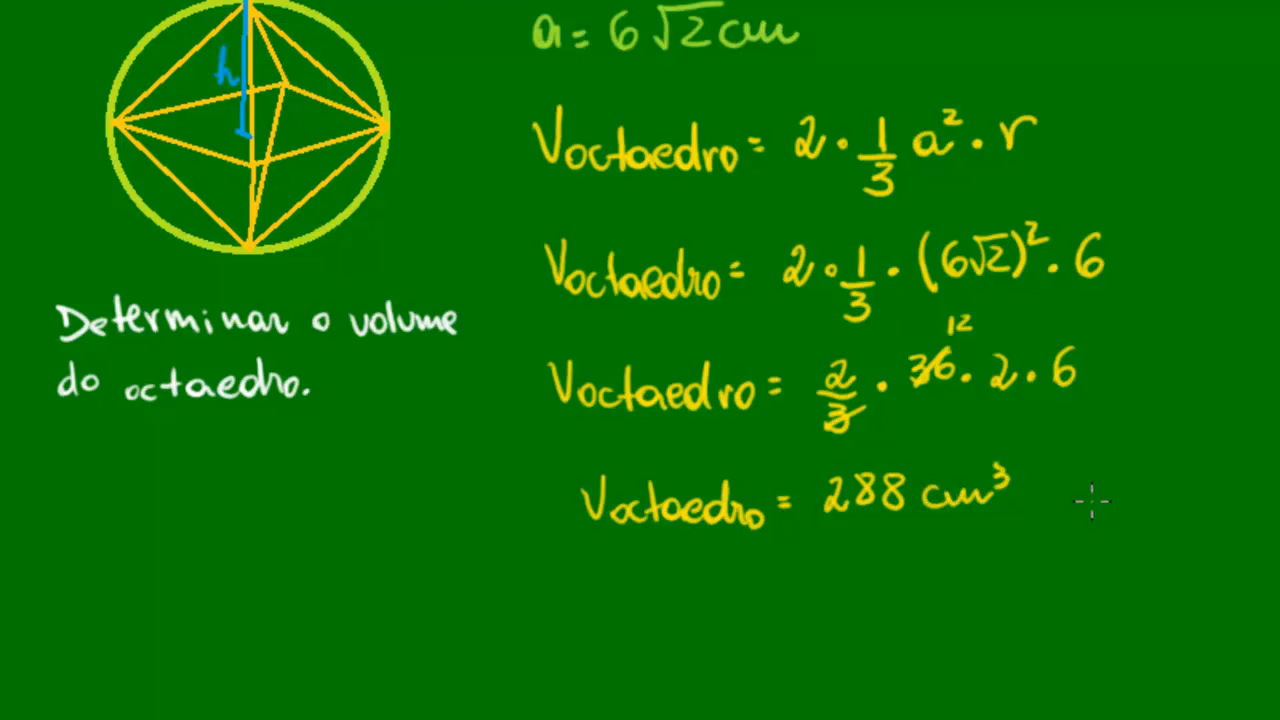 h
a = 6√2 cm
Voctaedro = 2 · 1/3 a² · r
Voctaedro = 2 · 1/3 · (6√2)² · 6
12
Voctaedro = 2/3 · 36 · 2 · 6
Voctaedro = 288 cm³
Determinar o volume
do octaedro.